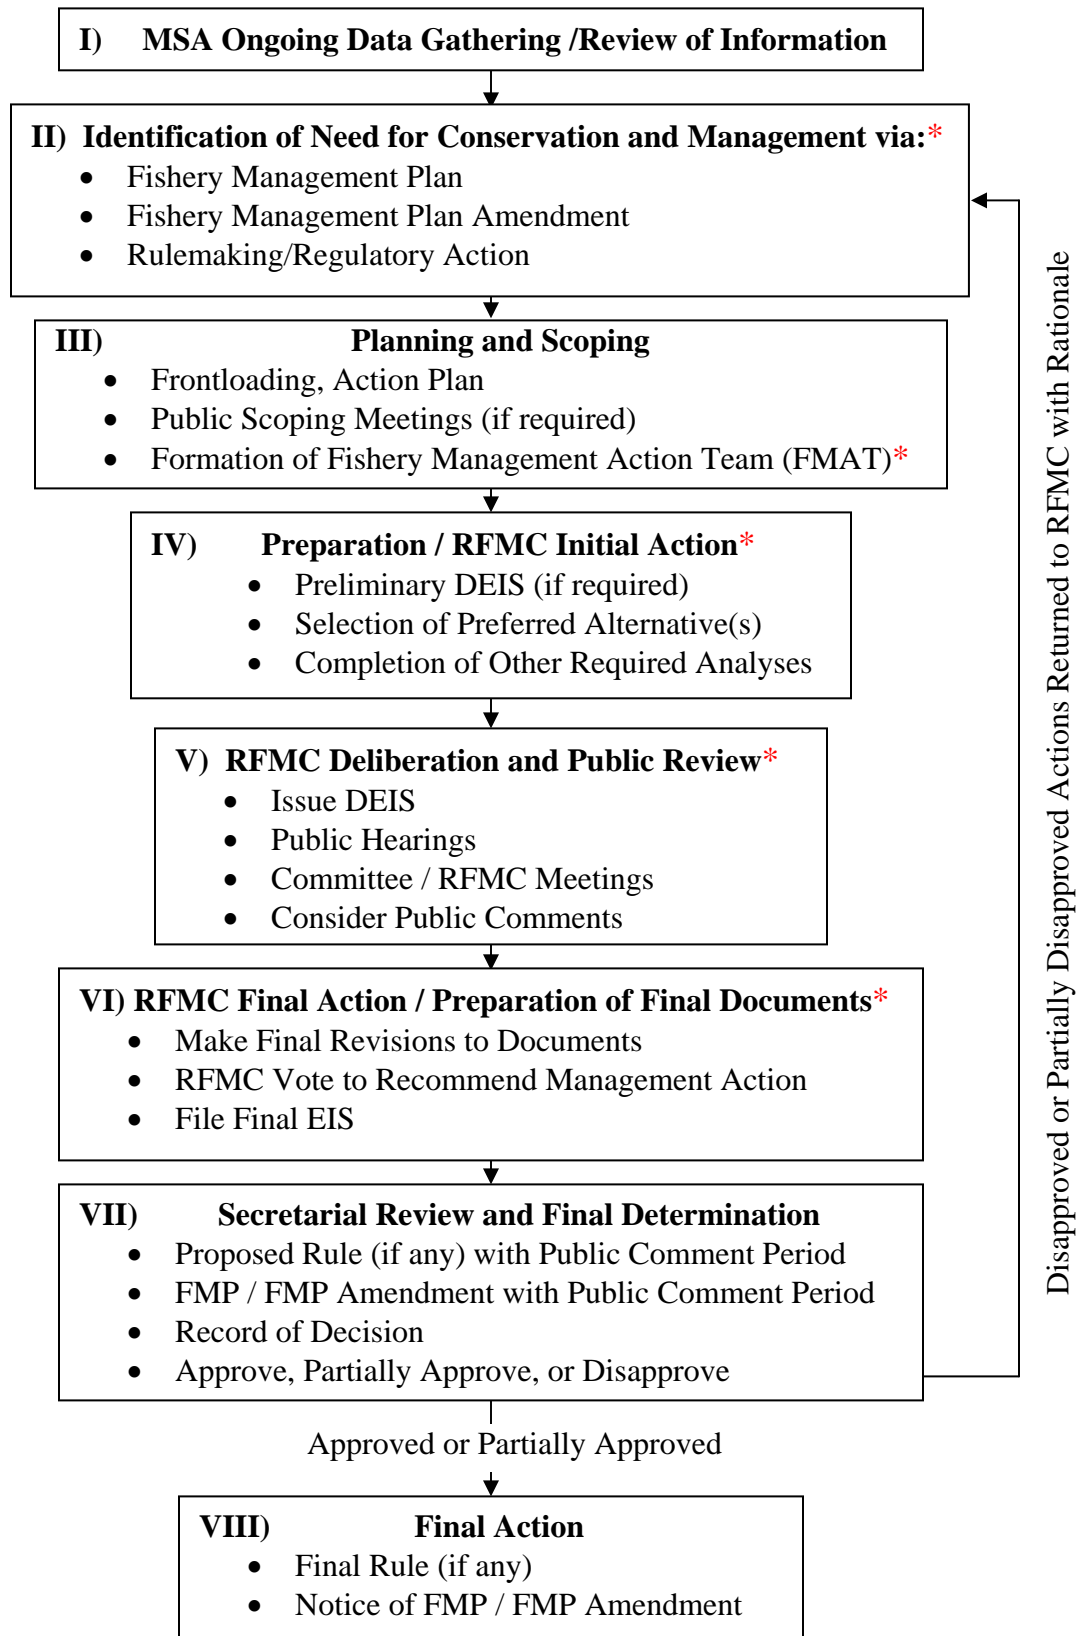 I) MSA Ongoing Data Gathering /Review of Information
II) Identification of Need for Conservation and Management via:*
• Fishery Management Plan
• Fishery Management Plan Amendment
• Rulemaking/Regulatory Action
III) Planning and Scoping
• Frontloading, Action Plan
• Public Scoping Meetings (if required)
• Formation of Fishery Management Action Team (FMAT)*
IV) Preparation / RFMC Initial Action*
• Preliminary DEIS (if required)
• Selection of Preferred Alternative(s)
• Completion of Other Required Analyses
V) RFMC Deliberation and Public Review*
• Issue DEIS
• Public Hearings
• Committee / RFMC Meetings
• Consider Public Comments
VI) RFMC Final Action / Preparation of Final Documents*
• Make Final Revisions to Documents
• RFMC Vote to Recommend Management Action
• File Final EIS
VII) Secretarial Review and Final Determination
• Proposed Rule (if any) with Public Comment Period
• FMP / FMP Amendment with Public Comment Period
• Record of Decision
• Approve, Partially Approve, or Disapprove
Approved or Partially Approved
VIII) Final Action
• Final Rule (if any)
• Notice of FMP / FMP Amendment
Disapproved or Partially Disapproved Actions Returned to RFMC with Rationale